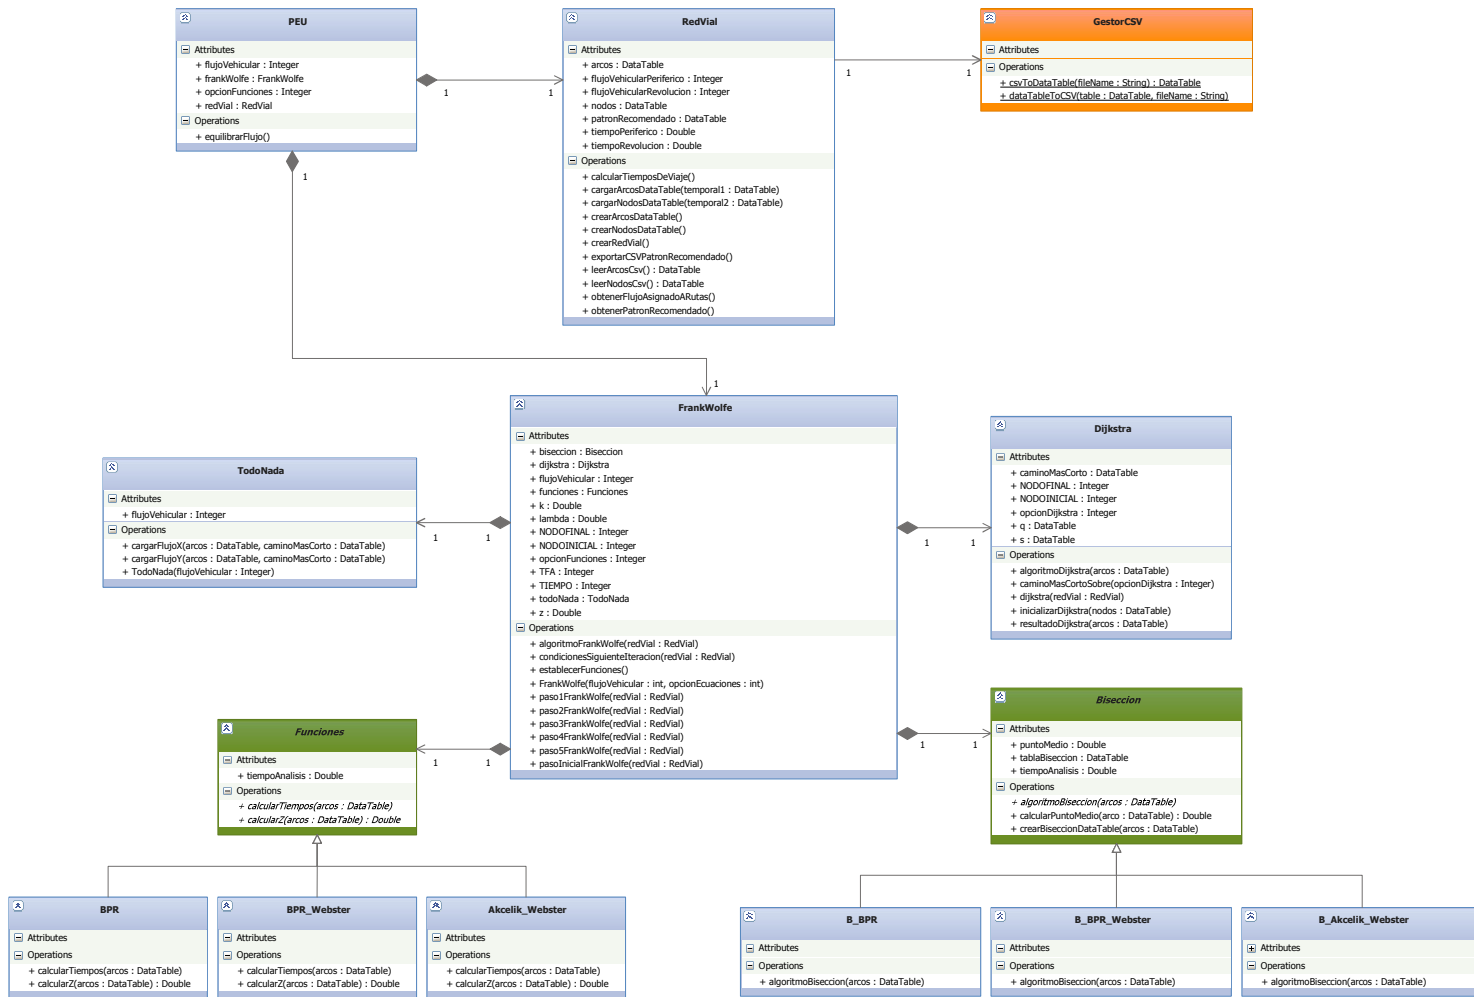 PEU
Attributes
+ flujoVehicular : Integer
+ frankWolfe : FrankWolfe
+ opcionFunciones : Integer
+ redVial : RedVial
Operations
+ equilibrarFlujo()
1
1
1
RedVial
Attributes
+ arcos : DataTable
+ flujoVehicularPeriferico : Integer
+ flujoVehicularRevolucion : Integer
+ nodos : DataTable
+ patronRecomendado : DataTable
+ tiempoPeriferico : Double
+ tiempoRevolucion : Double
Operations
+ calcularTiemposDeViaje()
+ cargarArcosDataTable(temporal1 : DataTable)
+ cargarNodosDataTable(temporal2 : DataTable)
+ crearArcosDataTable()
+ crearNodosDataTable()
+ crearRedVial()
+ exportarCSVPatronRecomendado()
+ leerArcosCsv() : DataTable
+ leerNodosCsv() : DataTable
+ obtenerFlujoAsignadoARutas()
+ obtenerPatronRecomendado()
1
1
GestorCSV
Attributes
Operations
+ csvToDataTable(fileName : String) : DataTable
+ dataTableToCSV(table : DataTable, fileName : String)
1
FrankWolfe
Attributes
+ biseccion : Biseccion
+ dijkstra : Dijkstra
+ flujoVehicular : Integer
+ funciones : Funciones
+ k : Double
+ lambda : Double
+ NODOFINAL : Integer
+ NODOINICIAL : Integer
+ opcionFunciones : Integer
+ TFA : Integer
+ TIEMPO : Integer
+ todoNada : TodoNada
+ z : Double
Operations
+ algoritmoFrankWolfe(redVial : RedVial)
+ condicionesSiguienteIteracion(redVial : RedVial)
+ establecerFunciones()
+ FrankWolfe(flujoVehicular : int, opcionEcuaciones : int)
+ paso1FrankWolfe(redVial : RedVial)
+ paso2FrankWolfe(redVial : RedVial)
+ paso3FrankWolfe(redVial : RedVial)
+ paso4FrankWolfe(redVial : RedVial)
+ paso5FrankWolfe(redVial : RedVial)
+ pasoInicialFrankWolfe(redVial : RedVial)
TodoNada
Attributes
+ flujoVehicular : Integer
Operations
+ cargarFlujoX(arcos : DataTable, caminoMasCorto : DataTable)
+ cargarFlujoY(arcos : DataTable, caminoMasCorto : DataTable)
+ TodoNada(flujoVehicular : Integer)
1
1
Dijkstra
Attributes
+ caminoMasCorto : DataTable
+ NODOFINAL : Integer
+ NODOINICIAL : Integer
+ opcionDijkstra : Integer
+ q : DataTable
+ s : DataTable
Operations
+ algoritmoDijkstra(arcos : DataTable)
+ caminoMasCortoSobre(opcionDijkstra : Integer)
+ dijkstra(redVial : RedVial)
+ inicializarDijkstra(nodos : DataTable)
+ resultadoDijkstra(arcos : DataTable)
1
1
Funciones
Attributes
+ tiempoAnalisis : Double
Operations
+ calcularTiempos(arcos : DataTable)
+ calcularZ(arcos : DataTable) : Double
1
1
Biseccion
Attributes
+ puntoMedio : Double
+ tablaBiseccion : DataTable
+ tiempoAnalisis : Double
Operations
+ algoritmoBiseccion(arcos : DataTable)
+ calcularPuntoMedio(arco : DataTable) : Double
+ crearBiseccionDataTable(arcos : DataTable)
1
1
BPR
Attributes
Operations
+ calcularTiempos(arcos : DataTable)
+ calcularZ(arcos : DataTable) : Double
BPR_Webster
Attributes
Operations
+ calcularTiempos(arcos : DataTable)
+ calcularZ(arcos : DataTable) : Double
Akcelik_Webster
Attributes
Operations
+ calcularTiempos(arcos : DataTable)
+ calcularZ(arcos : DataTable) : Double
B_BPR
Attributes
Operations
+ algoritmoBiseccion(arcos : DataTable)
B_BPR_Webster
Attributes
Operations
+ algoritmoBiseccion(arcos : DataTable)
B_Akcelik_Webster
Attributes
Operations
+ algoritmoBiseccion(arcos : DataTable)